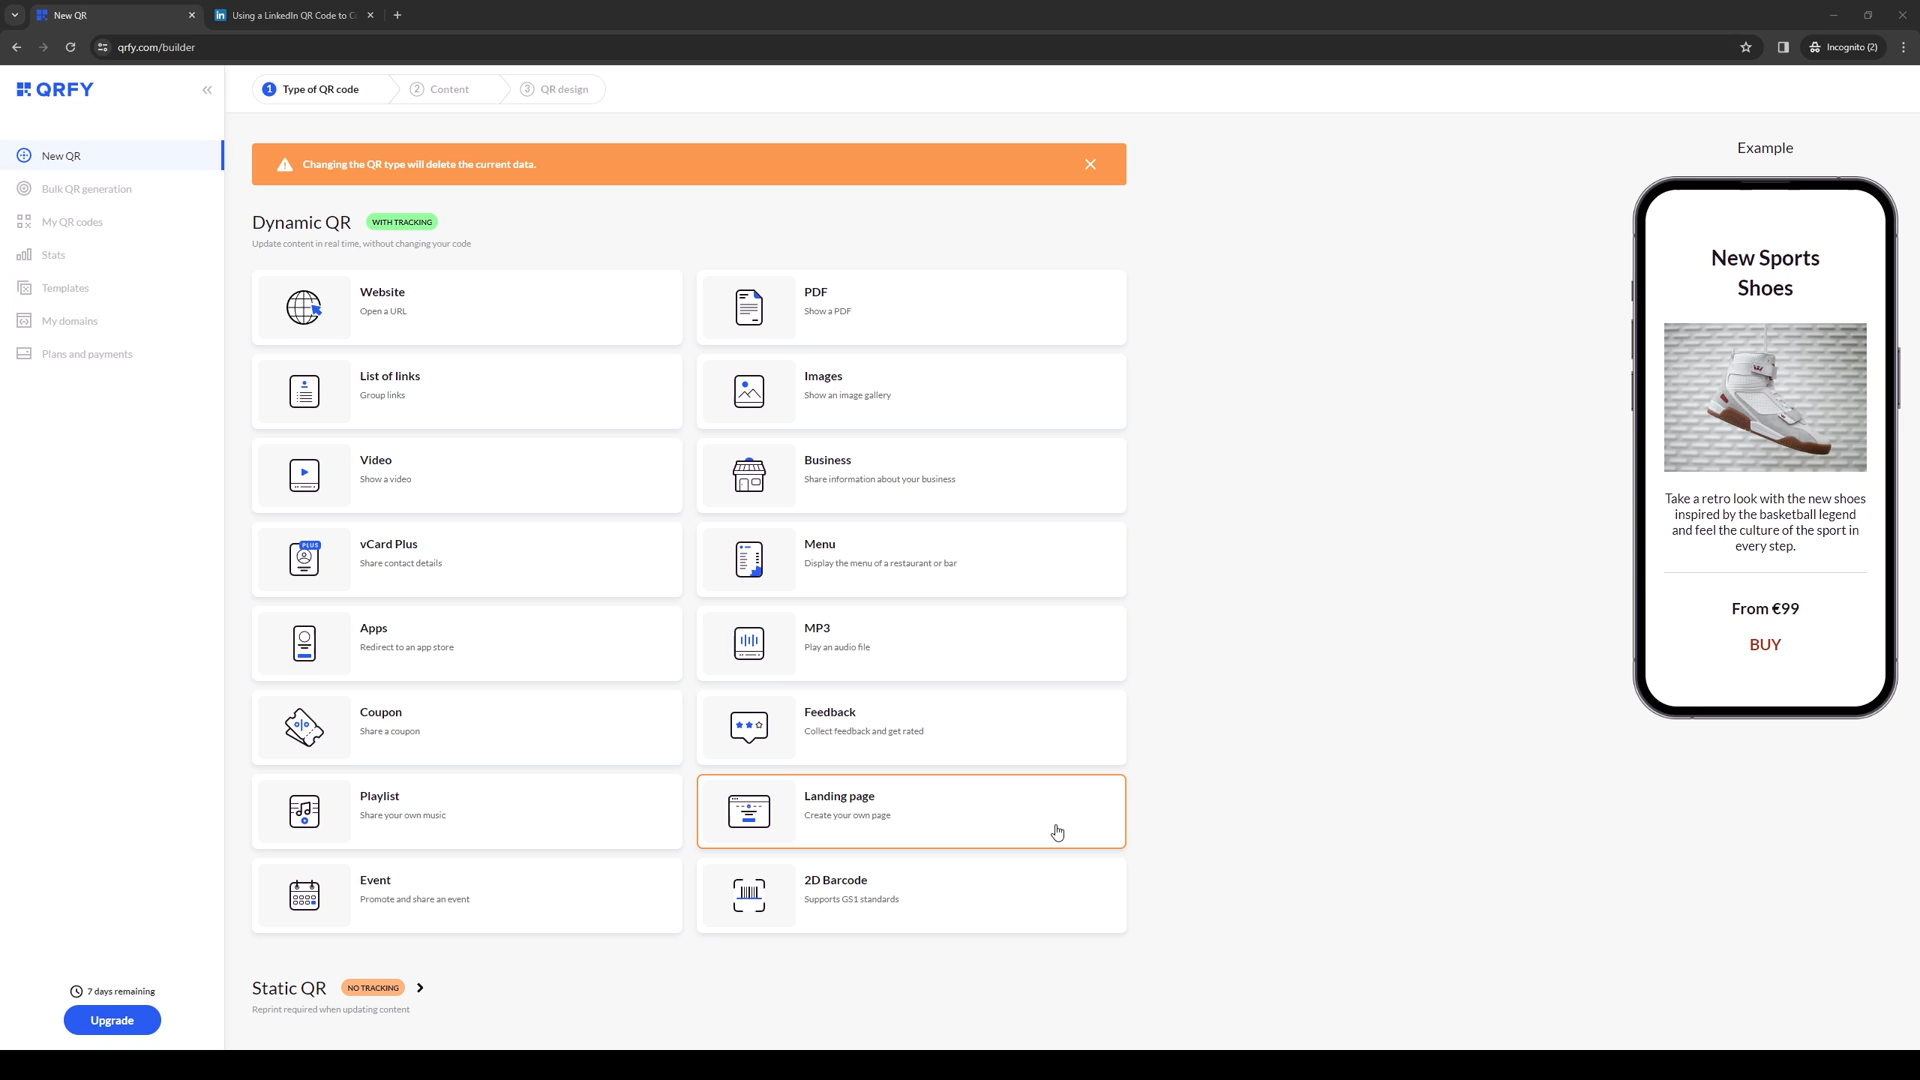 New QR
Using a LinkedIn QR Code to C
qrfy.com/builder
Incognito (2)
QRFY
1 Type of QR code
2 Content
3 QR design
New QR
Bulk QR generation
My QR codes
Stats
Templates
My domains
Plans and payments
7 days remaining
Upgrade
Changing the QR type will delete the current data.
Dynamic QR WITH TRACKING
Update content in real time, without changing your code
Website
Open a URL
PDF
Show a PDF
List of links
Group links
Images
Show an image gallery
Video
Show a video
Business
Share information about your business
PLUS
vCard Plus
Share contact details
Menu
Display the menu of a restaurant or bar
Apps
Redirect to an app store
MP3
Play an audio file
Coupon
Share a coupon
Feedback
Collect feedback and get rated
Playlist
Share your own music
Landing page
Create your own page
Event
Promote and share an event
2D Barcode
Supports GS1 standards
Static QR NO TRACKING
Reprint required when updating content
Example
New Sports
Shoes
Take a retro look with the new shoes
inspired by the basketball legend
and feel the culture of the sport in
every step.
From €99
BUY